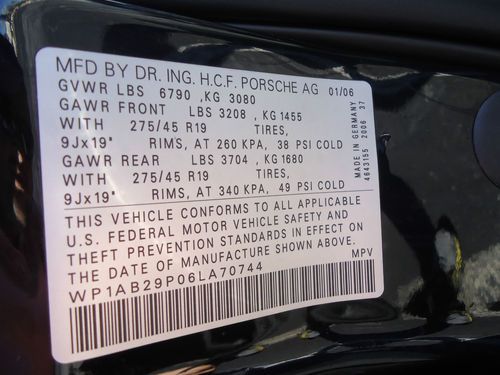 MFD BY DR. ING. H.C.F. PORSCHE AG 01/06
GVWR LBS 6790 ,KG 3080
GAWR FRONT LBS 3208 , KG 1455
WITH 275/45 R19 TIRES,
9Jx19" RIMS, AT 260 KPA, 38 PSI COLD
GAWR REAR LBS 3704 , KG 1680
WITH 275/45 R19 TIRES,
9Jx19" RIMS, AT 340 KPA, 49 PSI COLD
THIS VEHICLE CONFORMS TO ALL APPLICABLE
U.S. FEDERAL MOTOR VEHICLE SAFETY AND
THEFT PREVENTION STANDARDS IN EFFECT ON
THE DATE OF MANUFACTURE SHOWN ABOVE.
WP1AB29P06LA70744 MPV
4643155 2006 37